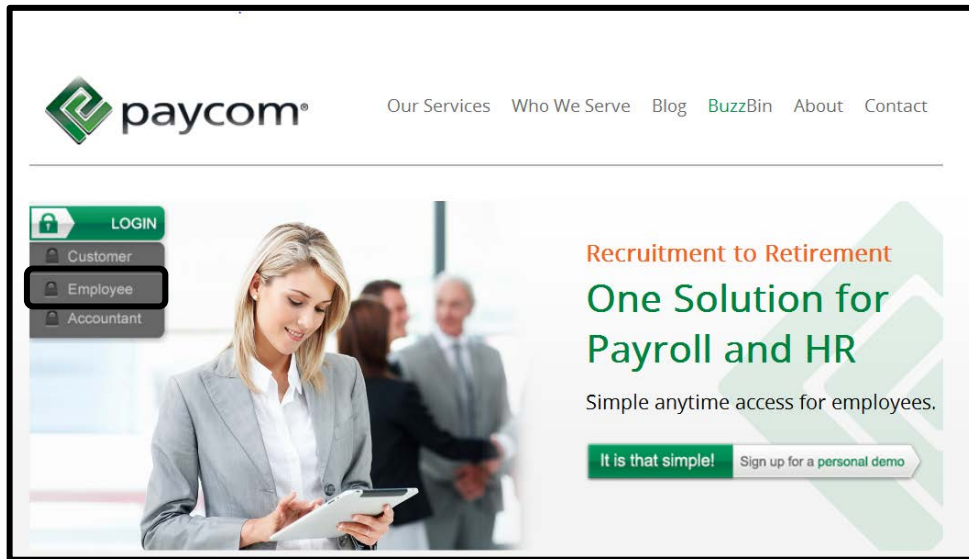 paycom®
Our Services Who We Serve Blog BuzzBin About Contact
LOGIN
Customer
Employee
Accountant
Recruitment to Retirement
One Solution for
Payroll and HR
Simple anytime access for employees.
It is that simple! Sign up for a personal demo